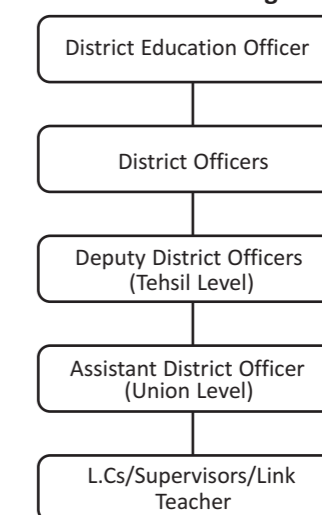 District Education Officer
District Officers
Deputy District Officers
(Tehsil Level)
Assistant District Officer
(Union Level)
L.Cs/Supervisors/Link
Teacher